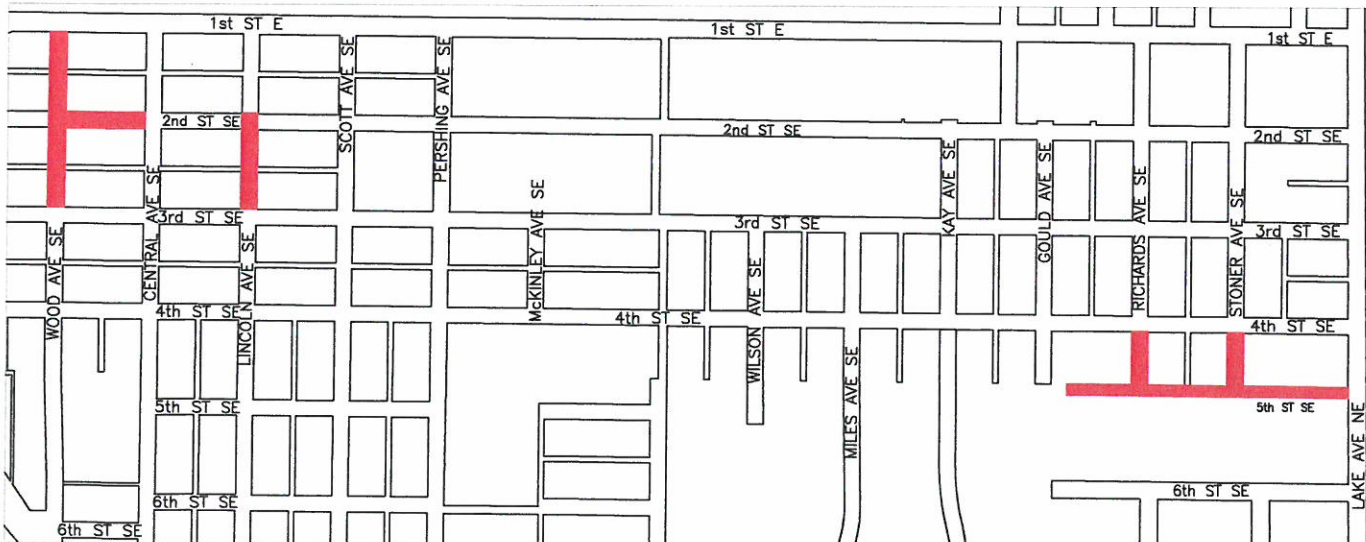 1st ST E
1st ST E
1st ST E
SCOTT AVE SE
PERSHING AVE SE
2nd ST SE
2nd ST SE
2nd ST SE
CENTRAL AVE SE
3rd ST SE
McKINLEY AVE SE
3rd ST SE
KAY AVE SE
GOULD AVE SE
RICHARDS AVE SE
STONER AVE SE
3rd ST SE
WOOD AVE SE
LINCOLN AVE SE
4th ST SE
4th ST SE
WILSON AVE SE
MILES AVE SE
4th ST SE
5th ST SE
5th ST SE
LAKE AVE NE
6th ST SE
6th ST SE
6th ST SE